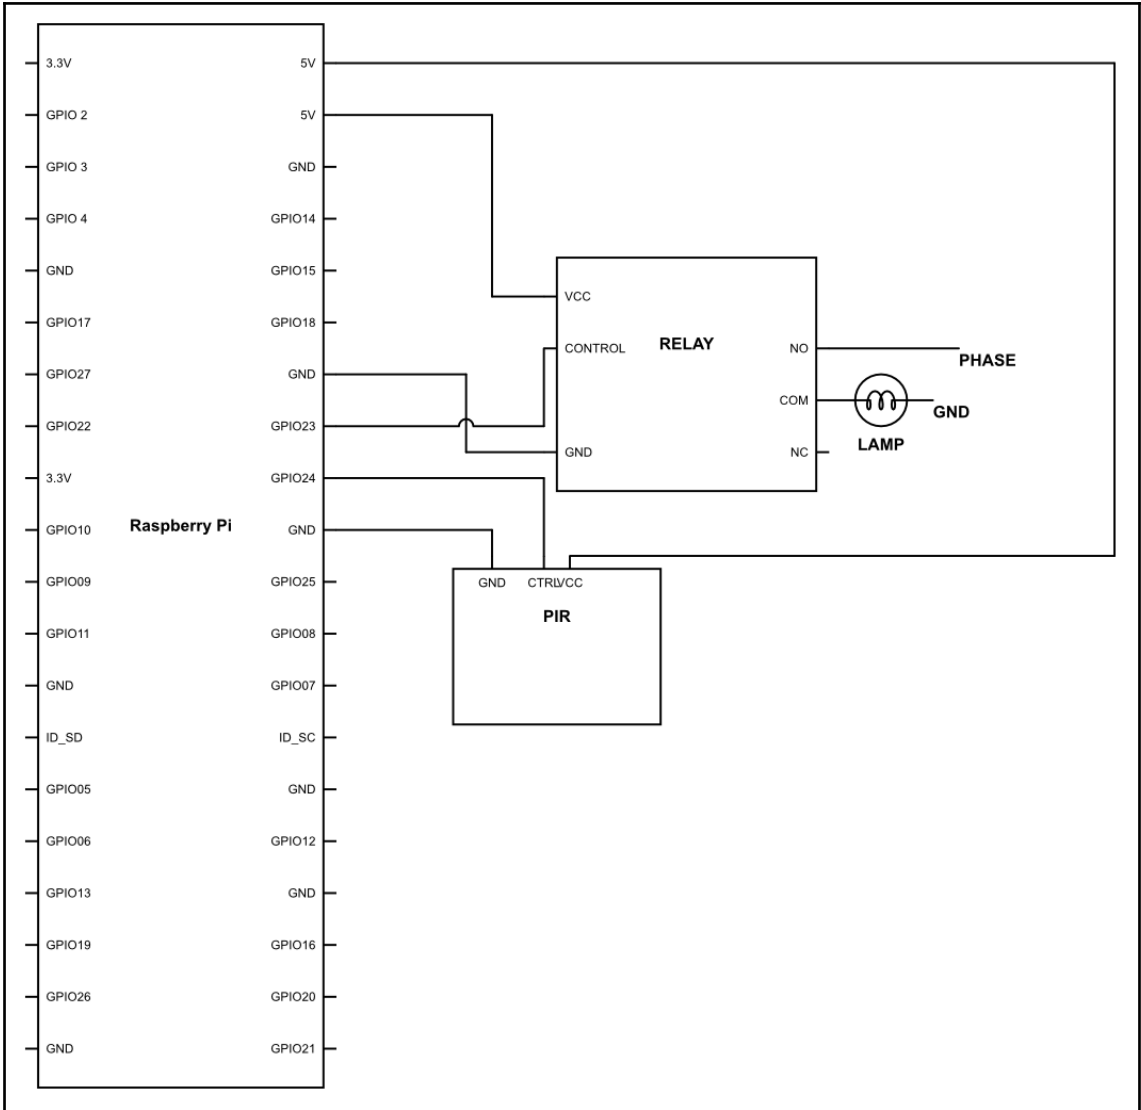 3.3V
5V
GPIO 2
5V
GPIO 3
GND
GPIO 4
GPIO14
GND
GPIO15
GPIO17
GPIO18
GPIO27
GND
GPIO22
GPIO23
3.3V
GPIO24
GPIO10
Raspberry Pi
GND
GPIO09
GPIO25
GPIO11
GPIO08
GND
GPIO07
ID_SD
ID_SC
GPIO05
GND
GPIO06
GPIO12
GPIO13
GND
GPIO19
GPIO16
GPIO26
GPIO20
GND
GPIO21
VCC
CONTROL
RELAY
NO
COM
GND
NC
PHASE
GND
LAMP
GND
CTRL
VCC
PIR